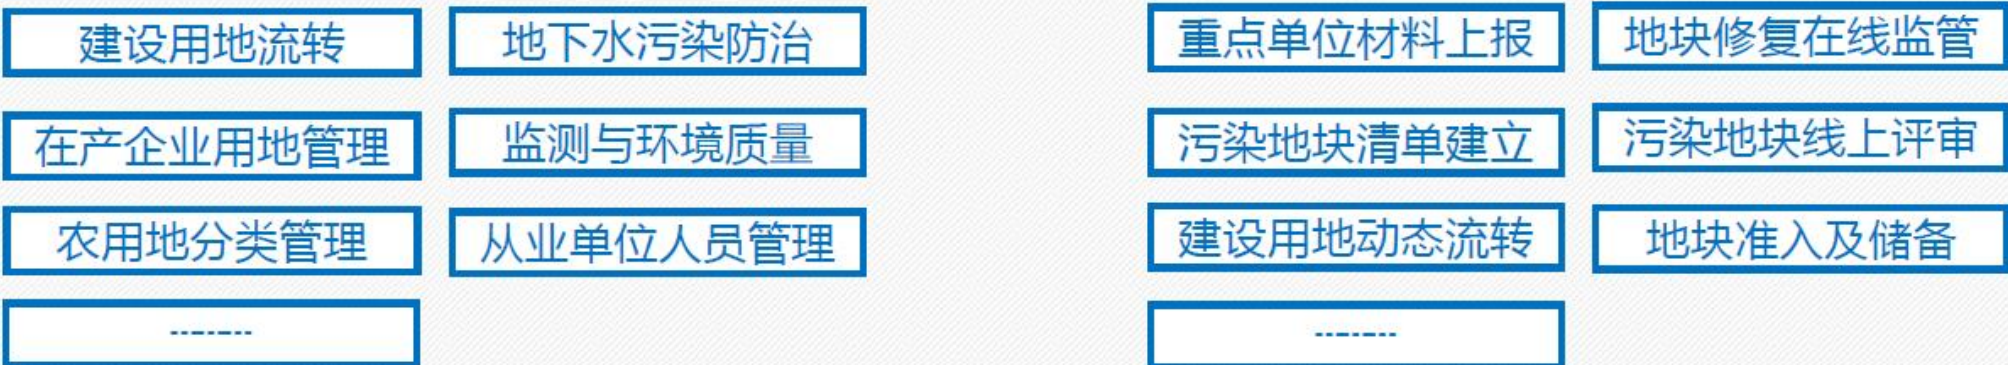 建设用地流转
地下水污染防治
重点单位材料上报
地块修复在线监管
在产企业用地管理
监测与环境质量
污染地块清单建立
污染地块线上评审
农用地分类管理
从业单位人员管理
建设用地动态流转
地块准入及储备
--------
--------